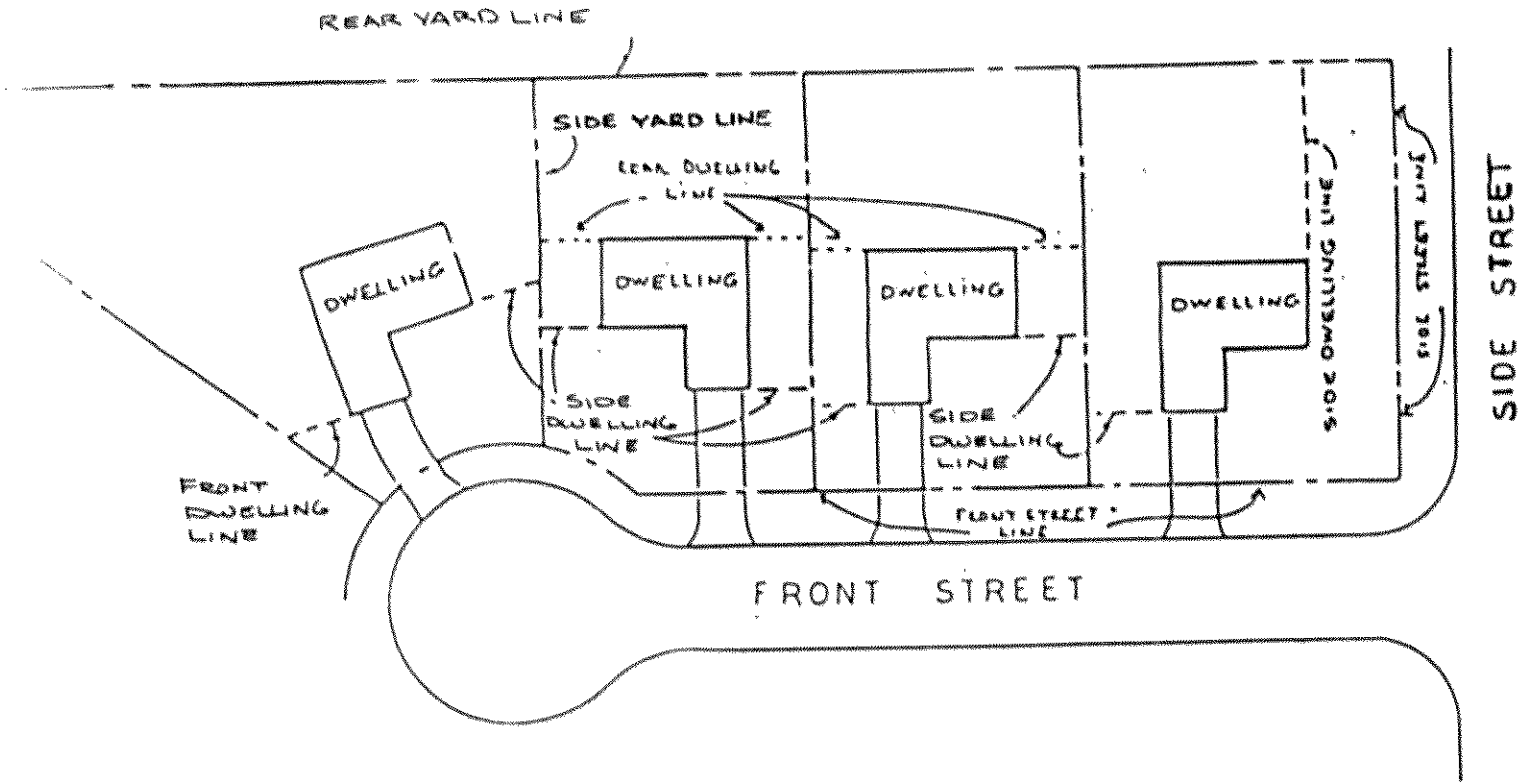 REAR YARD LINE
SIDE YARD LINE
REAR DWELLING
LINE
DWELLING
DWELLING
DWELLING
DWELLING
SIDE DWELLING LINE
SIDE STREET LINE
SIDE STREET
SIDE
DWELLING
LINE
SIDE
DWELLING
LINE
FRONT
DWELLING
LINE
FRONT STREET
LINE
FRONT STREET